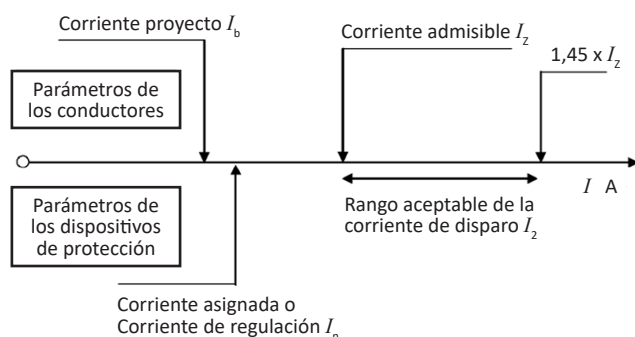 Corriente proyecto I_b
Corriente admisible I_Z
1,45 x I_Z
Parámetros de
los conductores
I A
Parámetros de
los dispositivos
de protección
Rango aceptable de la
corriente de disparo I_2
Corriente asignada o
Corriente de regulación I_n